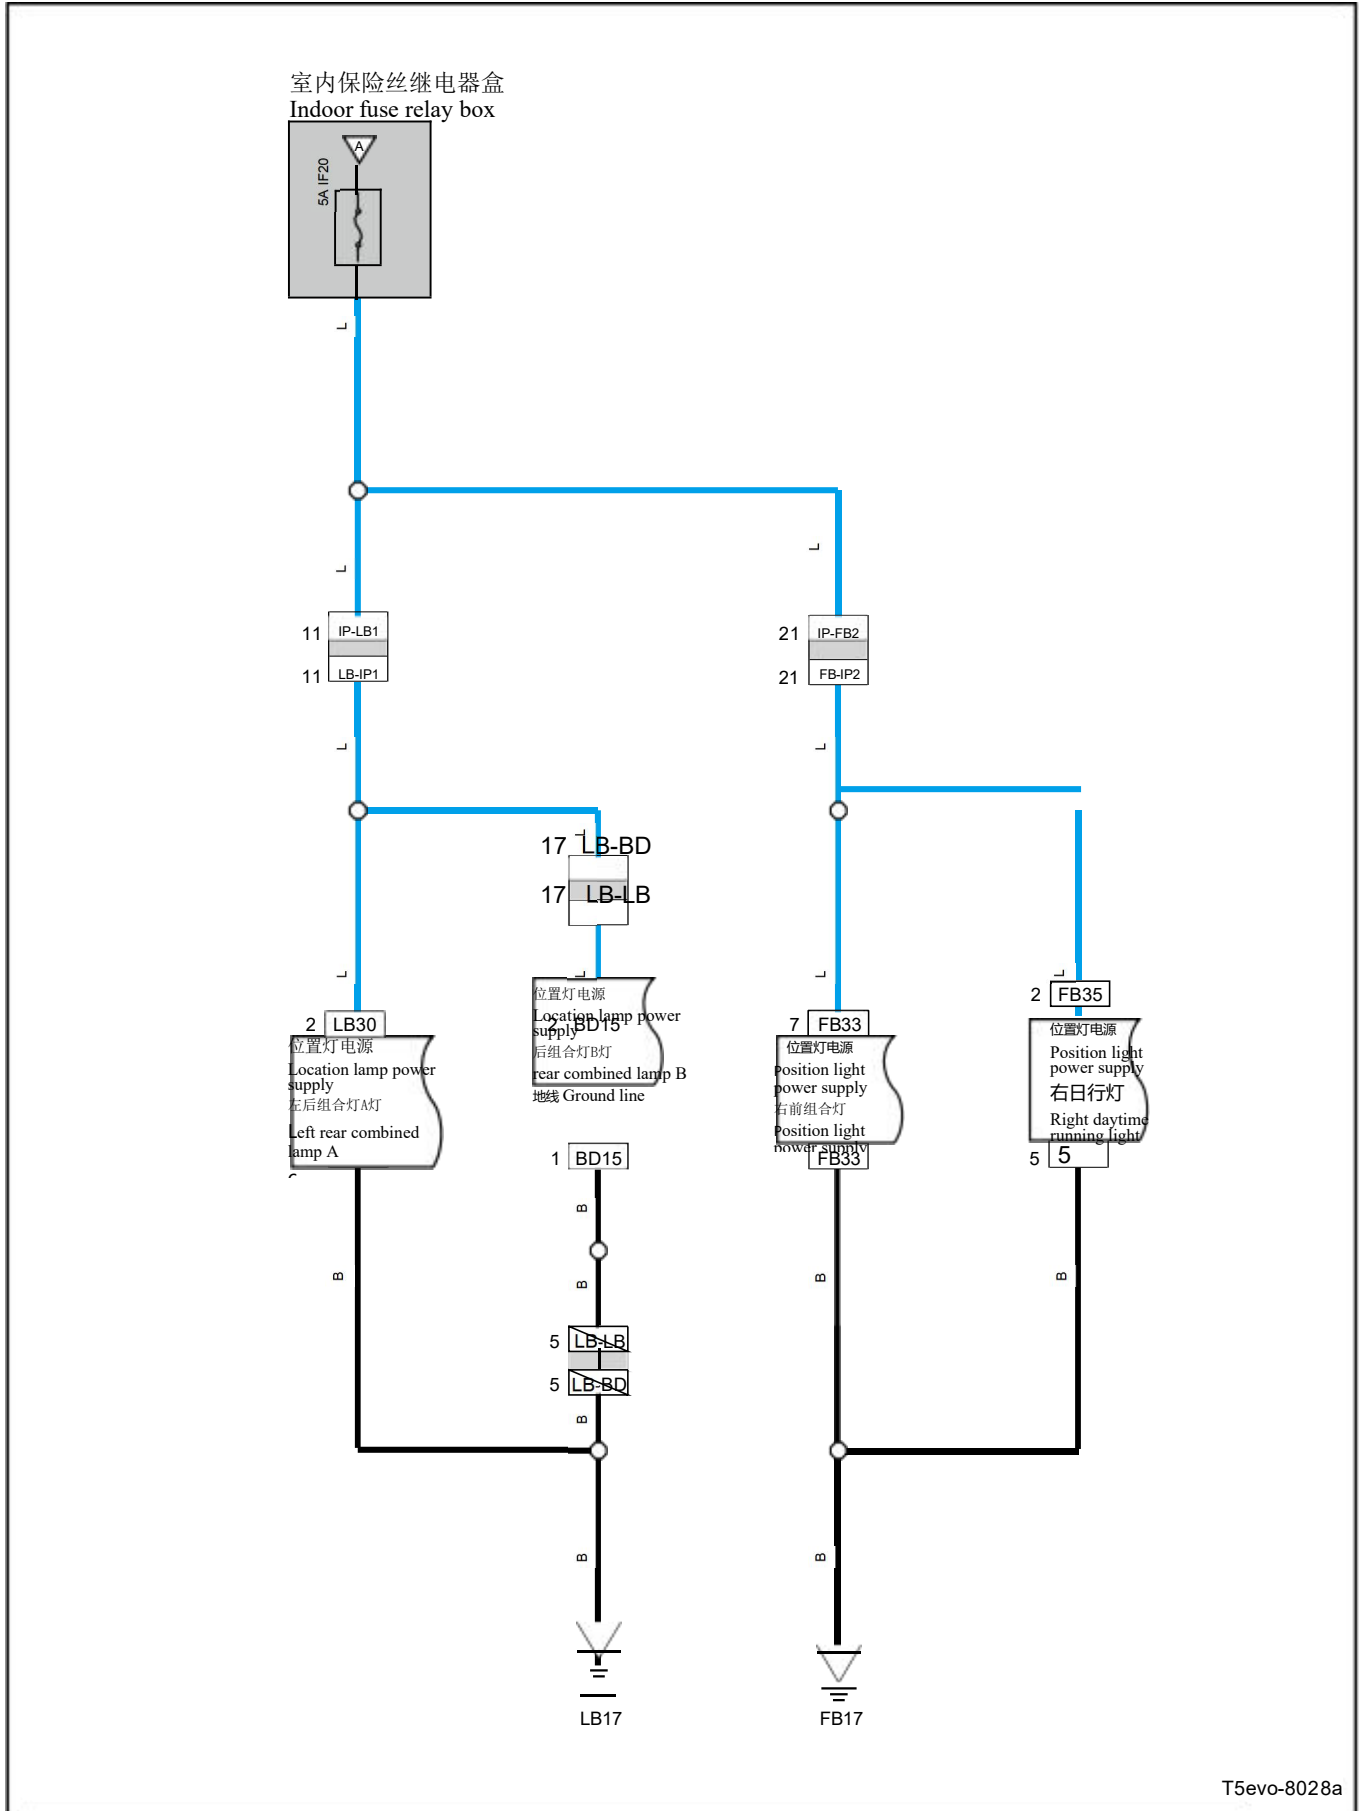 室内保险丝继电器盒
Indoor fuse relay box
A
5A IF20
L
L
L
11 IP-LB1
11 LB-IP1
21 IP-FB2
21 FB-IP2
L
L
L
17 LB-BD
17 LB-LB
L
L
L
L
2 LB30
位置灯电源
Location lamp power
supply
左后组合灯A灯
Left rear combined
lamp A
位置灯电源
Location lamp power
supply
2 BD15
后组合灯B灯
rear combined lamp B
地线 Ground line
7 FB33
位置灯电源
Position light
power supply
右前组合灯
Position light
power supply
FB33
2 FB35
位置灯电源
Position light
power supply
右日行灯
Right daytime
running light
5 5
1 BD15
B
B
B
B
B
5 LB-LB
5 LB-BD
B
B
B
LB17
FB17
T5evo-8028a